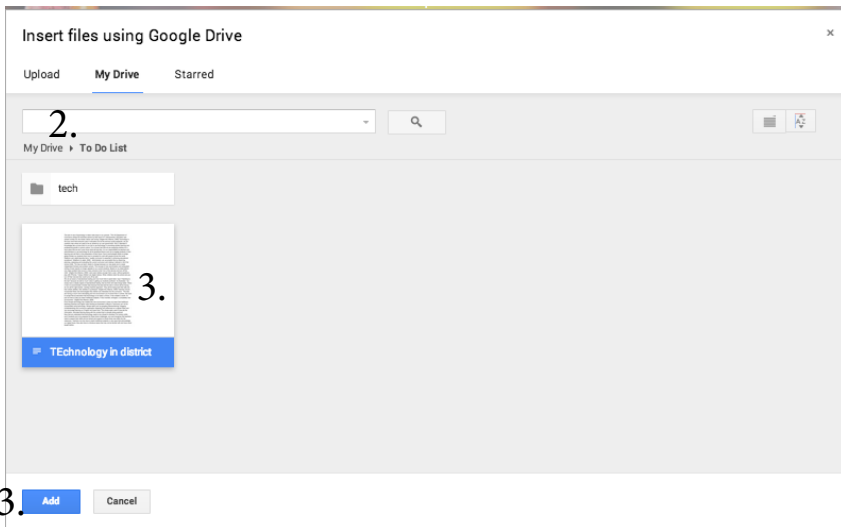 Insert files using Google Drive ×
Upload My Drive Starred
2.
My Drive ▸ To Do List
tech
3.
TEchnology in district
3. Add Cancel